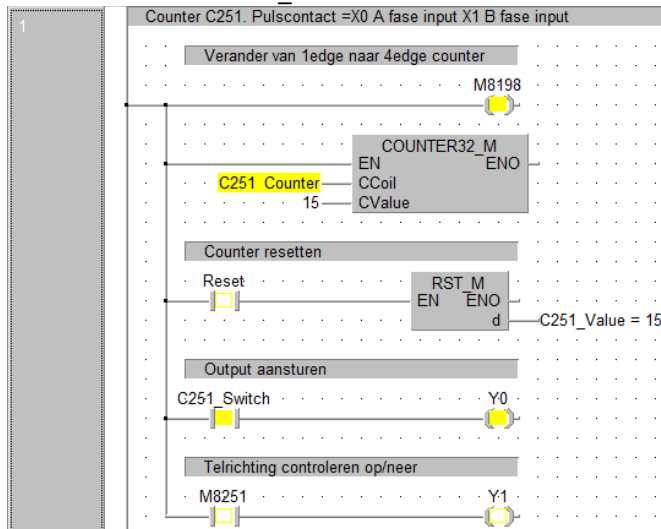 Counter C251. Pulscontact =X0 A fase input X1 B fase input
1
Verander van 1edge naar 4edge counter
M8198
COUNTER32_M
EN ENO
C251 Counter CCoil
15 CValue
Counter resetten
Reset RST_M
EN ENO
d C251_Value = 15
Output aansturen
C251_Switch Y0
Telrichting controleren op/neer
M8251 Y1